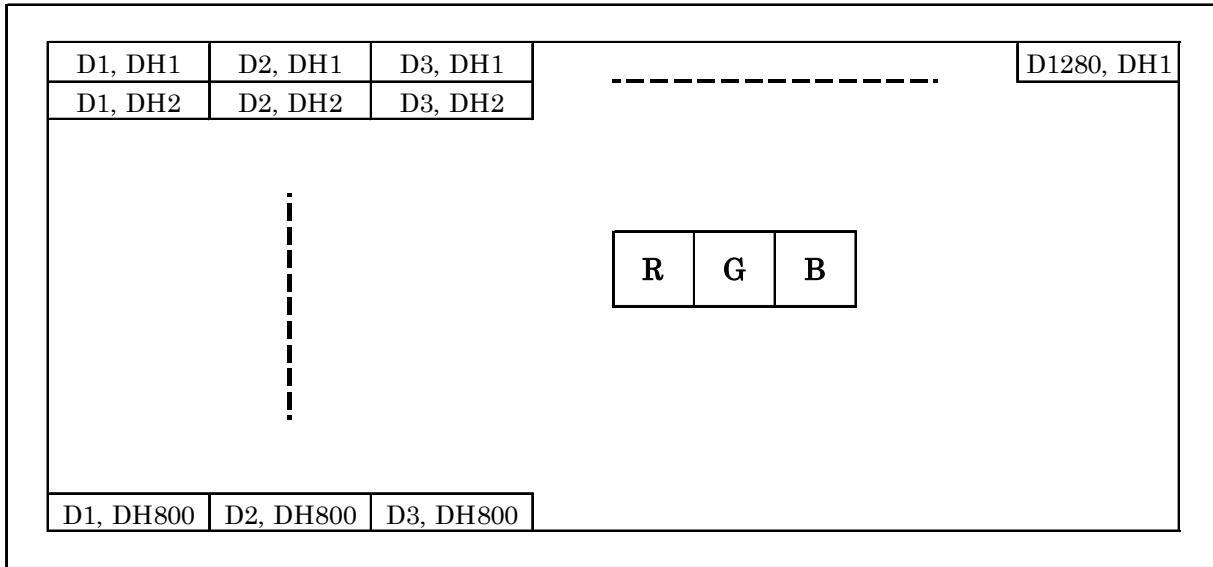 D1, DH1 D2, DH1 D3, DH1 D1280, DH1
D1, DH2 D2, DH2 D3, DH2
R G B
D1, DH800 D2, DH800 D3, DH800